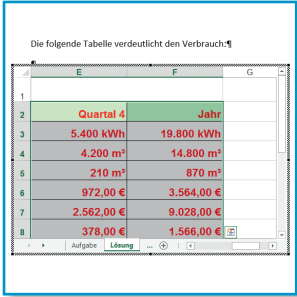 Die folgende Tabelle verdeutlicht den Verbrauch:¶
¶
E F G
1
2 Quartal 4 Jahr
3 5.400 kWh 19.800 kWh
4 4.200 m³ 14.800 m³
5 210 m³ 870 m³
6 972,00 € 3.564,00 €
7 2.562,00 € 9.028,00 €
8 378,00 € 1.566,00 €
Aufgabe Lösung ...